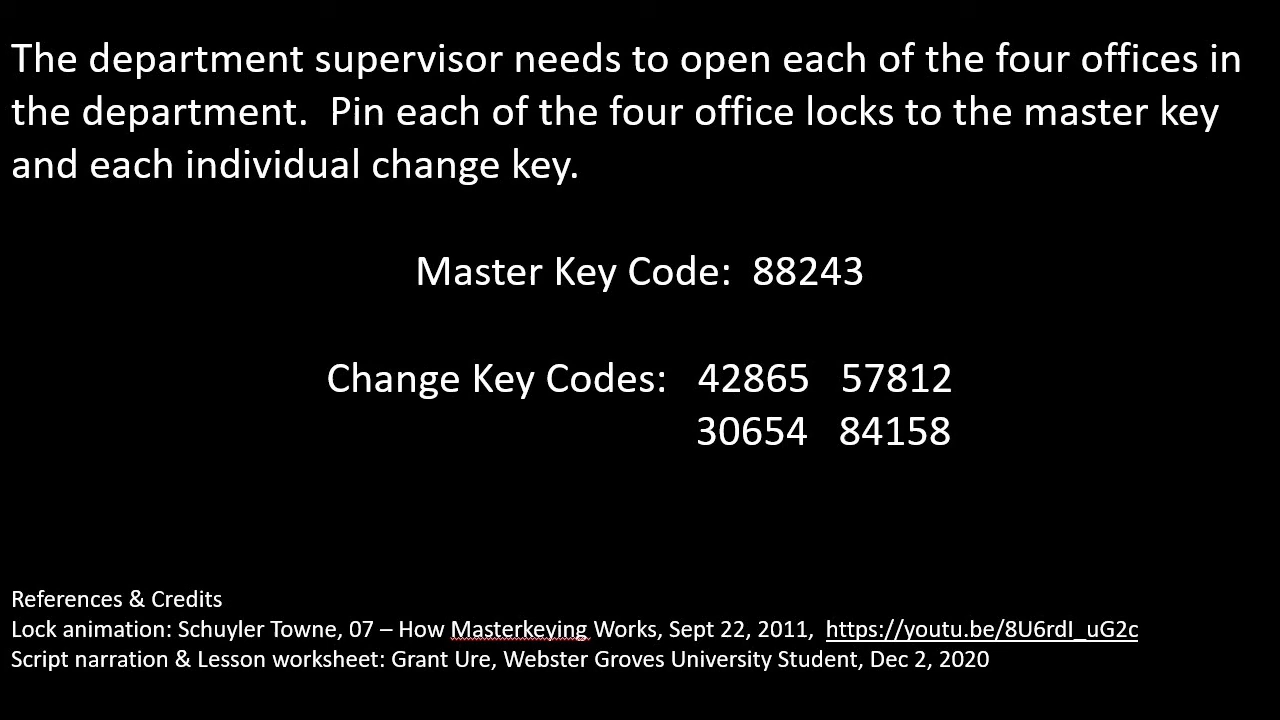 The department supervisor needs to open each of the four offices in
the department.  Pin each of the four office locks to the master key
and each individual change key.
Master Key Code:  88243
Change Key Codes:   42865   57812
30654   84158
References & Credits
Lock animation: Schuyler Towne, 07 – How Masterkeying Works, Sept 22, 2011,  https://youtu.be/8U6rdI_uG2c
Script narration & Lesson worksheet: Grant Ure, Webster Groves University Student, Dec 2, 2020